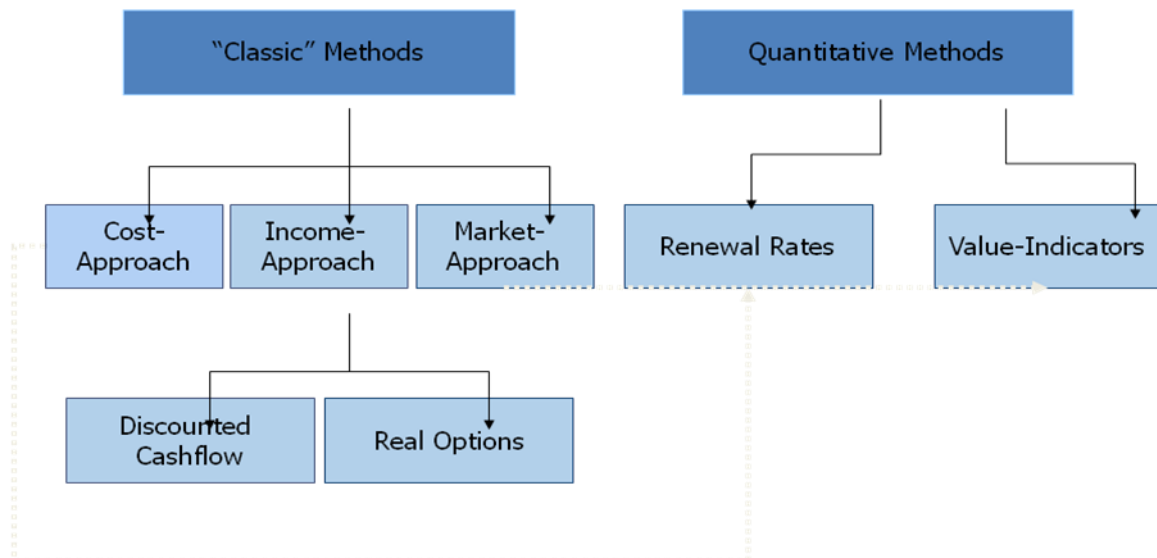 “Classic” Methods
Quantitative Methods
Cost-
Approach
Income-
Approach
Market-
Approach
Renewal Rates
Value-Indicators
Discounted
Cashflow
Real Options